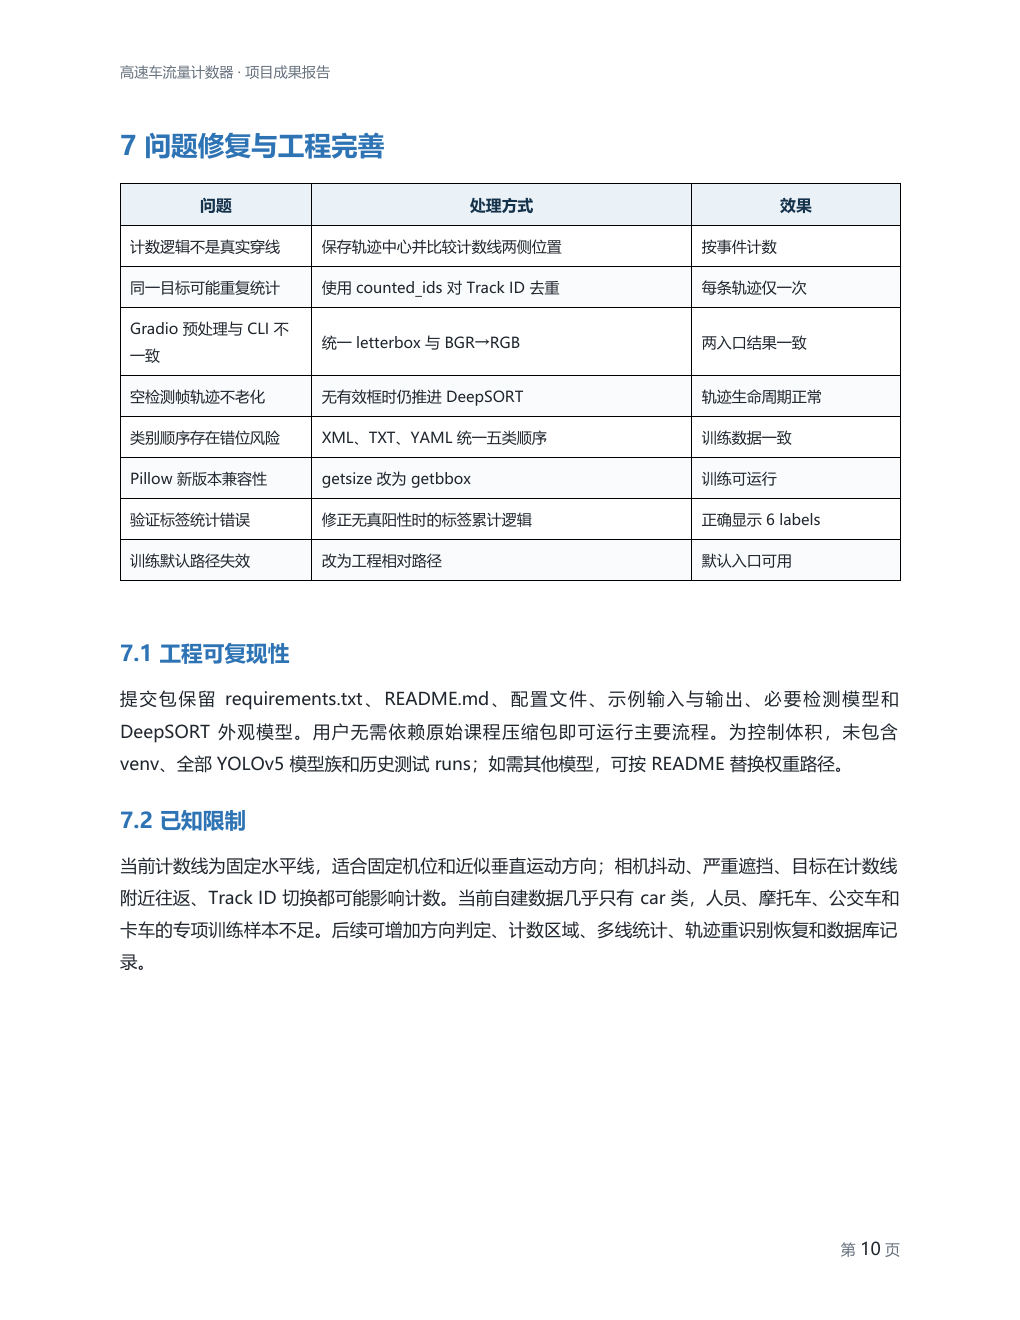 高速车流量计数器 · 项目成果报告
7 问题修复与工程完善
问题 处理方式 效果
计数逻辑不是真实穿线 保存轨迹中心并比较计数线两侧位置 按事件计数
同一目标可能重复统计 使用 counted_ids 对 Track ID 去重 每条轨迹仅一次
Gradio 预处理与 CLI 不
一致
统一 letterbox 与 BGR→RGB 两入口结果一致
空检测帧轨迹不老化 无有效框时仍推进 DeepSORT 轨迹生命周期正常
类别顺序存在错位风险 XML、TXT、YAML 统一五类顺序 训练数据一致
Pillow 新版本兼容性 getsize 改为 getbbox 训练可运行
验证标签统计错误 修正无真阳性时的标签累计逻辑 正确显示 6 labels
训练默认路径失效 改为工程相对路径 默认入口可用
7.1 工程可复现性
提交包保留 requirements.txt、README.md、配置文件、示例输入与输出、必要检测模型和
DeepSORT 外观模型。用户无需依赖原始课程压缩包即可运行主要流程。为控制体积，未包含
venv、全部 YOLOv5 模型族和历史测试 runs；如需其他模型，可按 README 替换权重路径。
7.2 已知限制
当前计数线为固定水平线，适合固定机位和近似垂直运动方向；相机抖动、严重遮挡、目标在计数线
附近往返、Track ID 切换都可能影响计数。当前自建数据几乎只有 car 类，人员、摩托车、公交车和
卡车的专项训练样本不足。后续可增加方向判定、计数区域、多线统计、轨迹重识别恢复和数据库记
录。
第 10 页